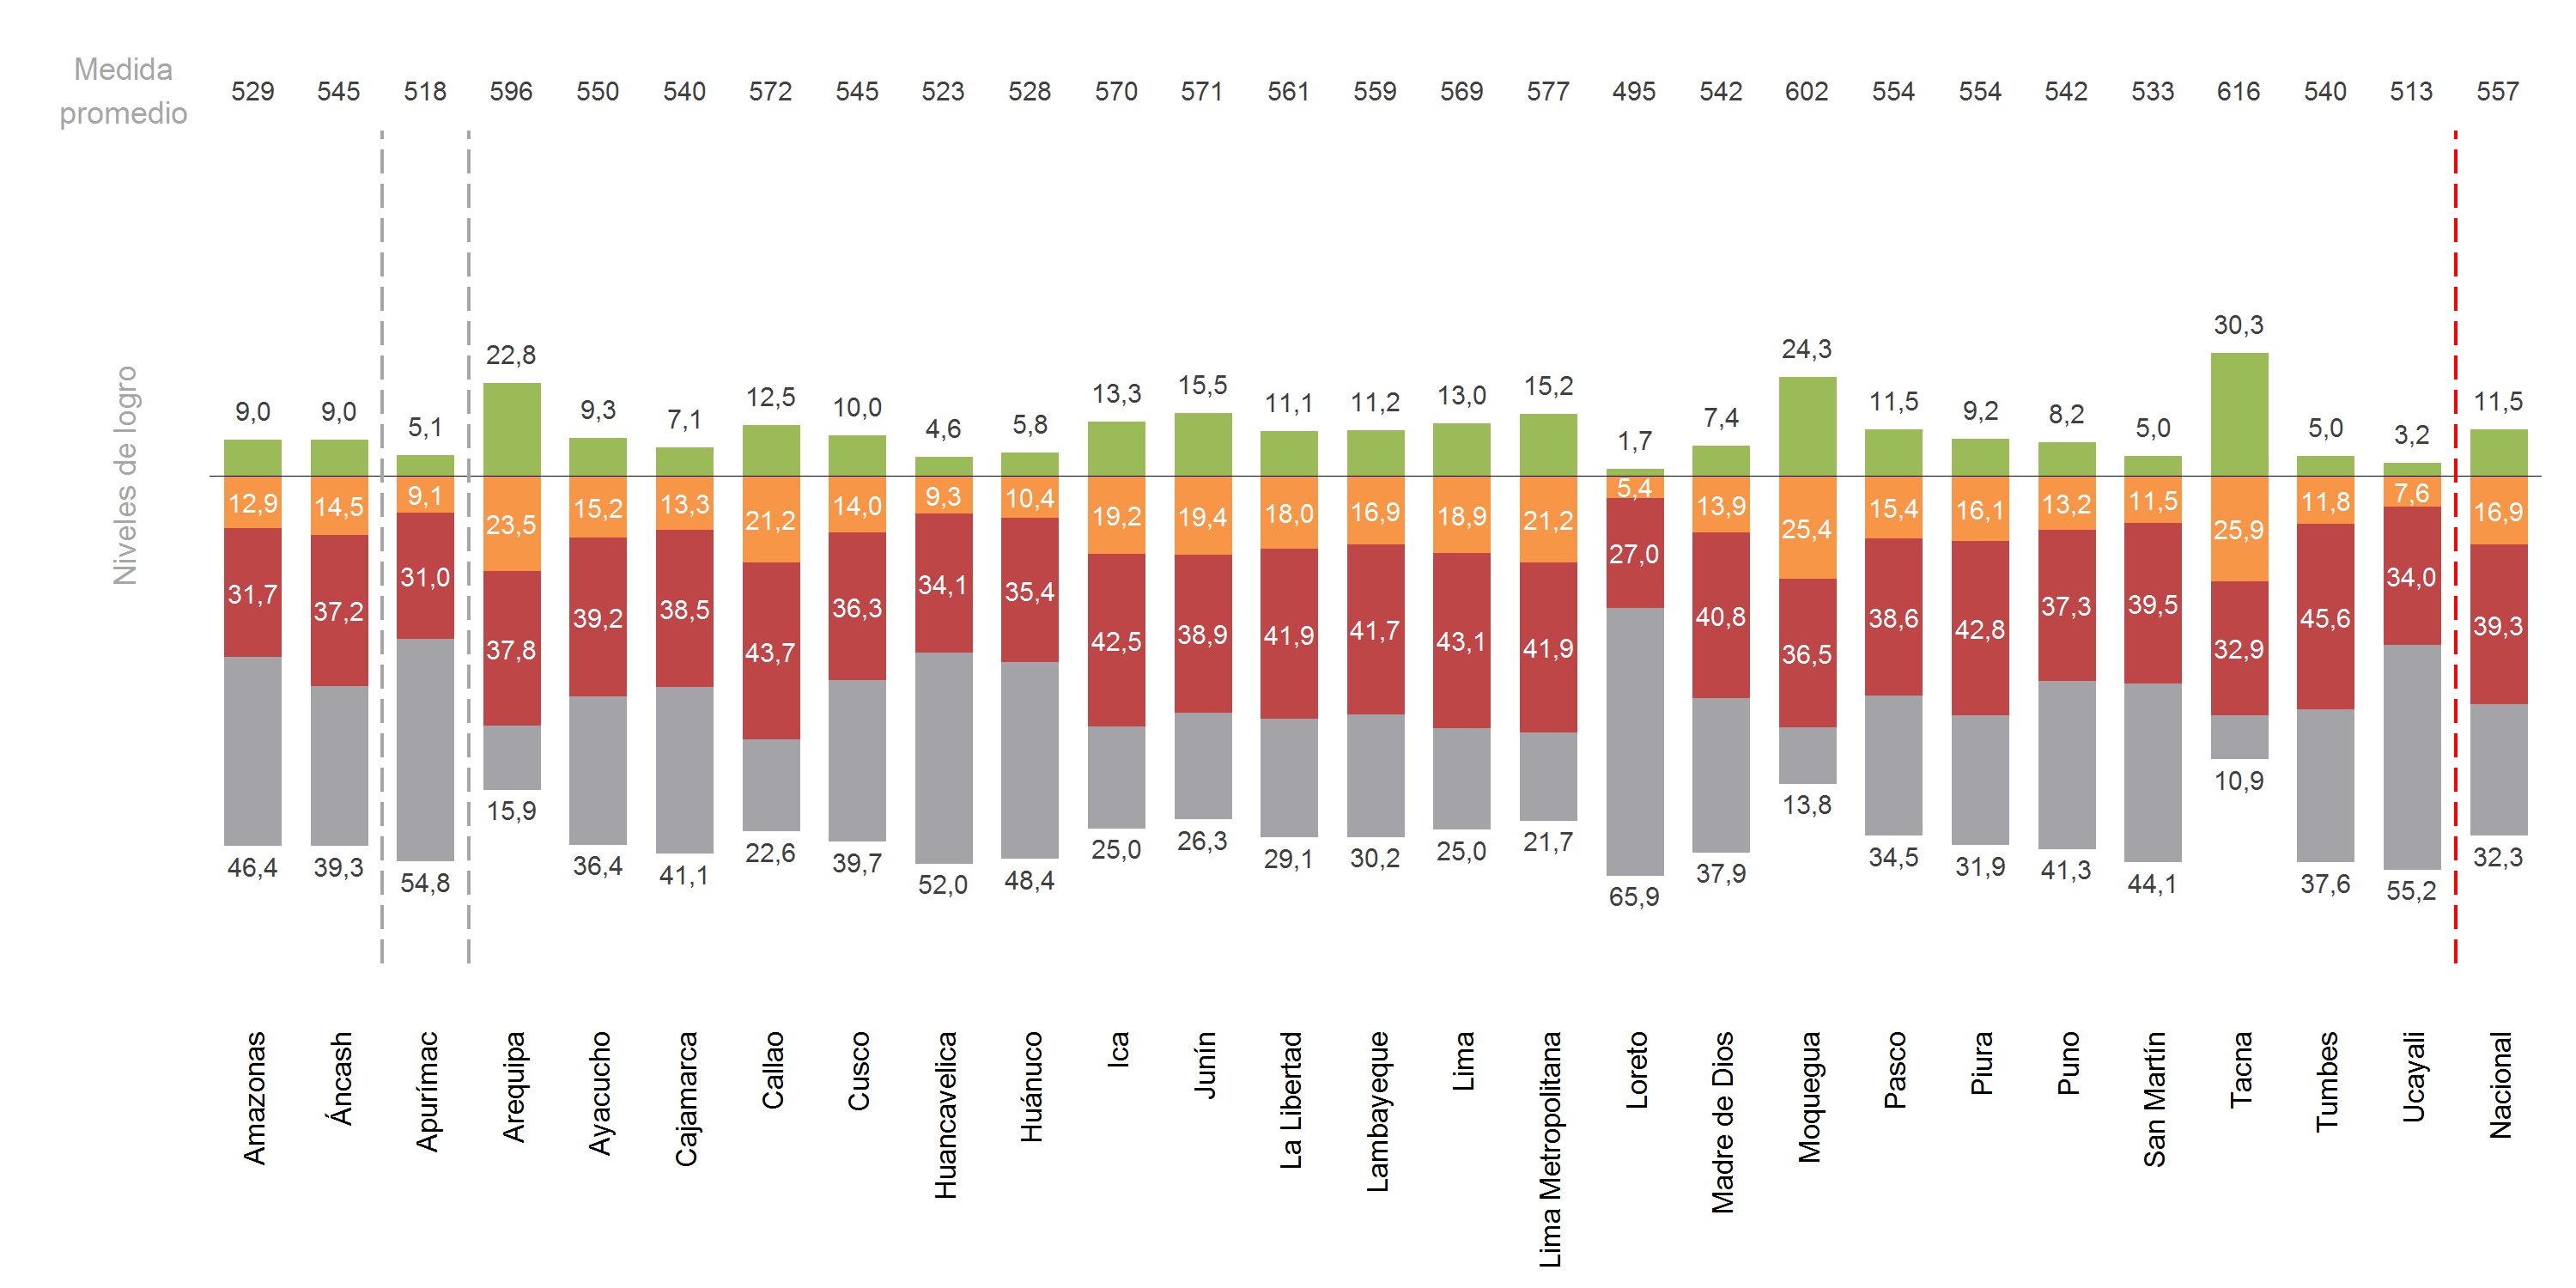 Medida
promedio
529 545 518 596 550 540 572 545 523 528 570 571 561 559 569 577 495 542 602 554 554 542 533 616 540 513 557
Niveles de logro
9,0 9,0 5,1 22,8 9,3 7,1 12,5 10,0 4,6 5,8 13,3 15,5 11,1 11,2 13,0 15,2 1,7 7,4 24,3 11,5 9,2 8,2 5,0 30,3 5,0 3,2 11,5
12,9 14,5 9,1 23,5 15,2 13,3 21,2 14,0 9,3 10,4 19,2 19,4 18,0 16,9 18,9 21,2 5,4 13,9 25,4 15,4 16,1 13,2 11,5 25,9 11,8 7,6 16,9
31,7 37,2 31,0 37,8 39,2 38,5 43,7 36,3 34,1 35,4 42,5 38,9 41,9 41,7 43,1 41,9 27,0 40,8 36,5 38,6 42,8 37,3 39,5 32,9 45,6 34,0 39,3
46,4 39,3 54,8 15,9 36,4 41,1 22,6 39,7 52,0 48,4 25,0 26,3 29,1 30,2 25,0 21,7 65,9 37,9 13,8 34,5 31,9 41,3 44,1 10,9 37,6 55,2 32,3
Amazonas
Áncash
Apurímac
Arequipa
Ayacucho
Cajamarca
Callao
Cusco
Huancavelica
Huánuco
Ica
Junín
La Libertad
Lambayeque
Lima
Lima Metropolitana
Loreto
Madre de Dios
Moquegua
Pasco
Piura
Puno
San Martín
Tacna
Tumbes
Ucayali
Nacional